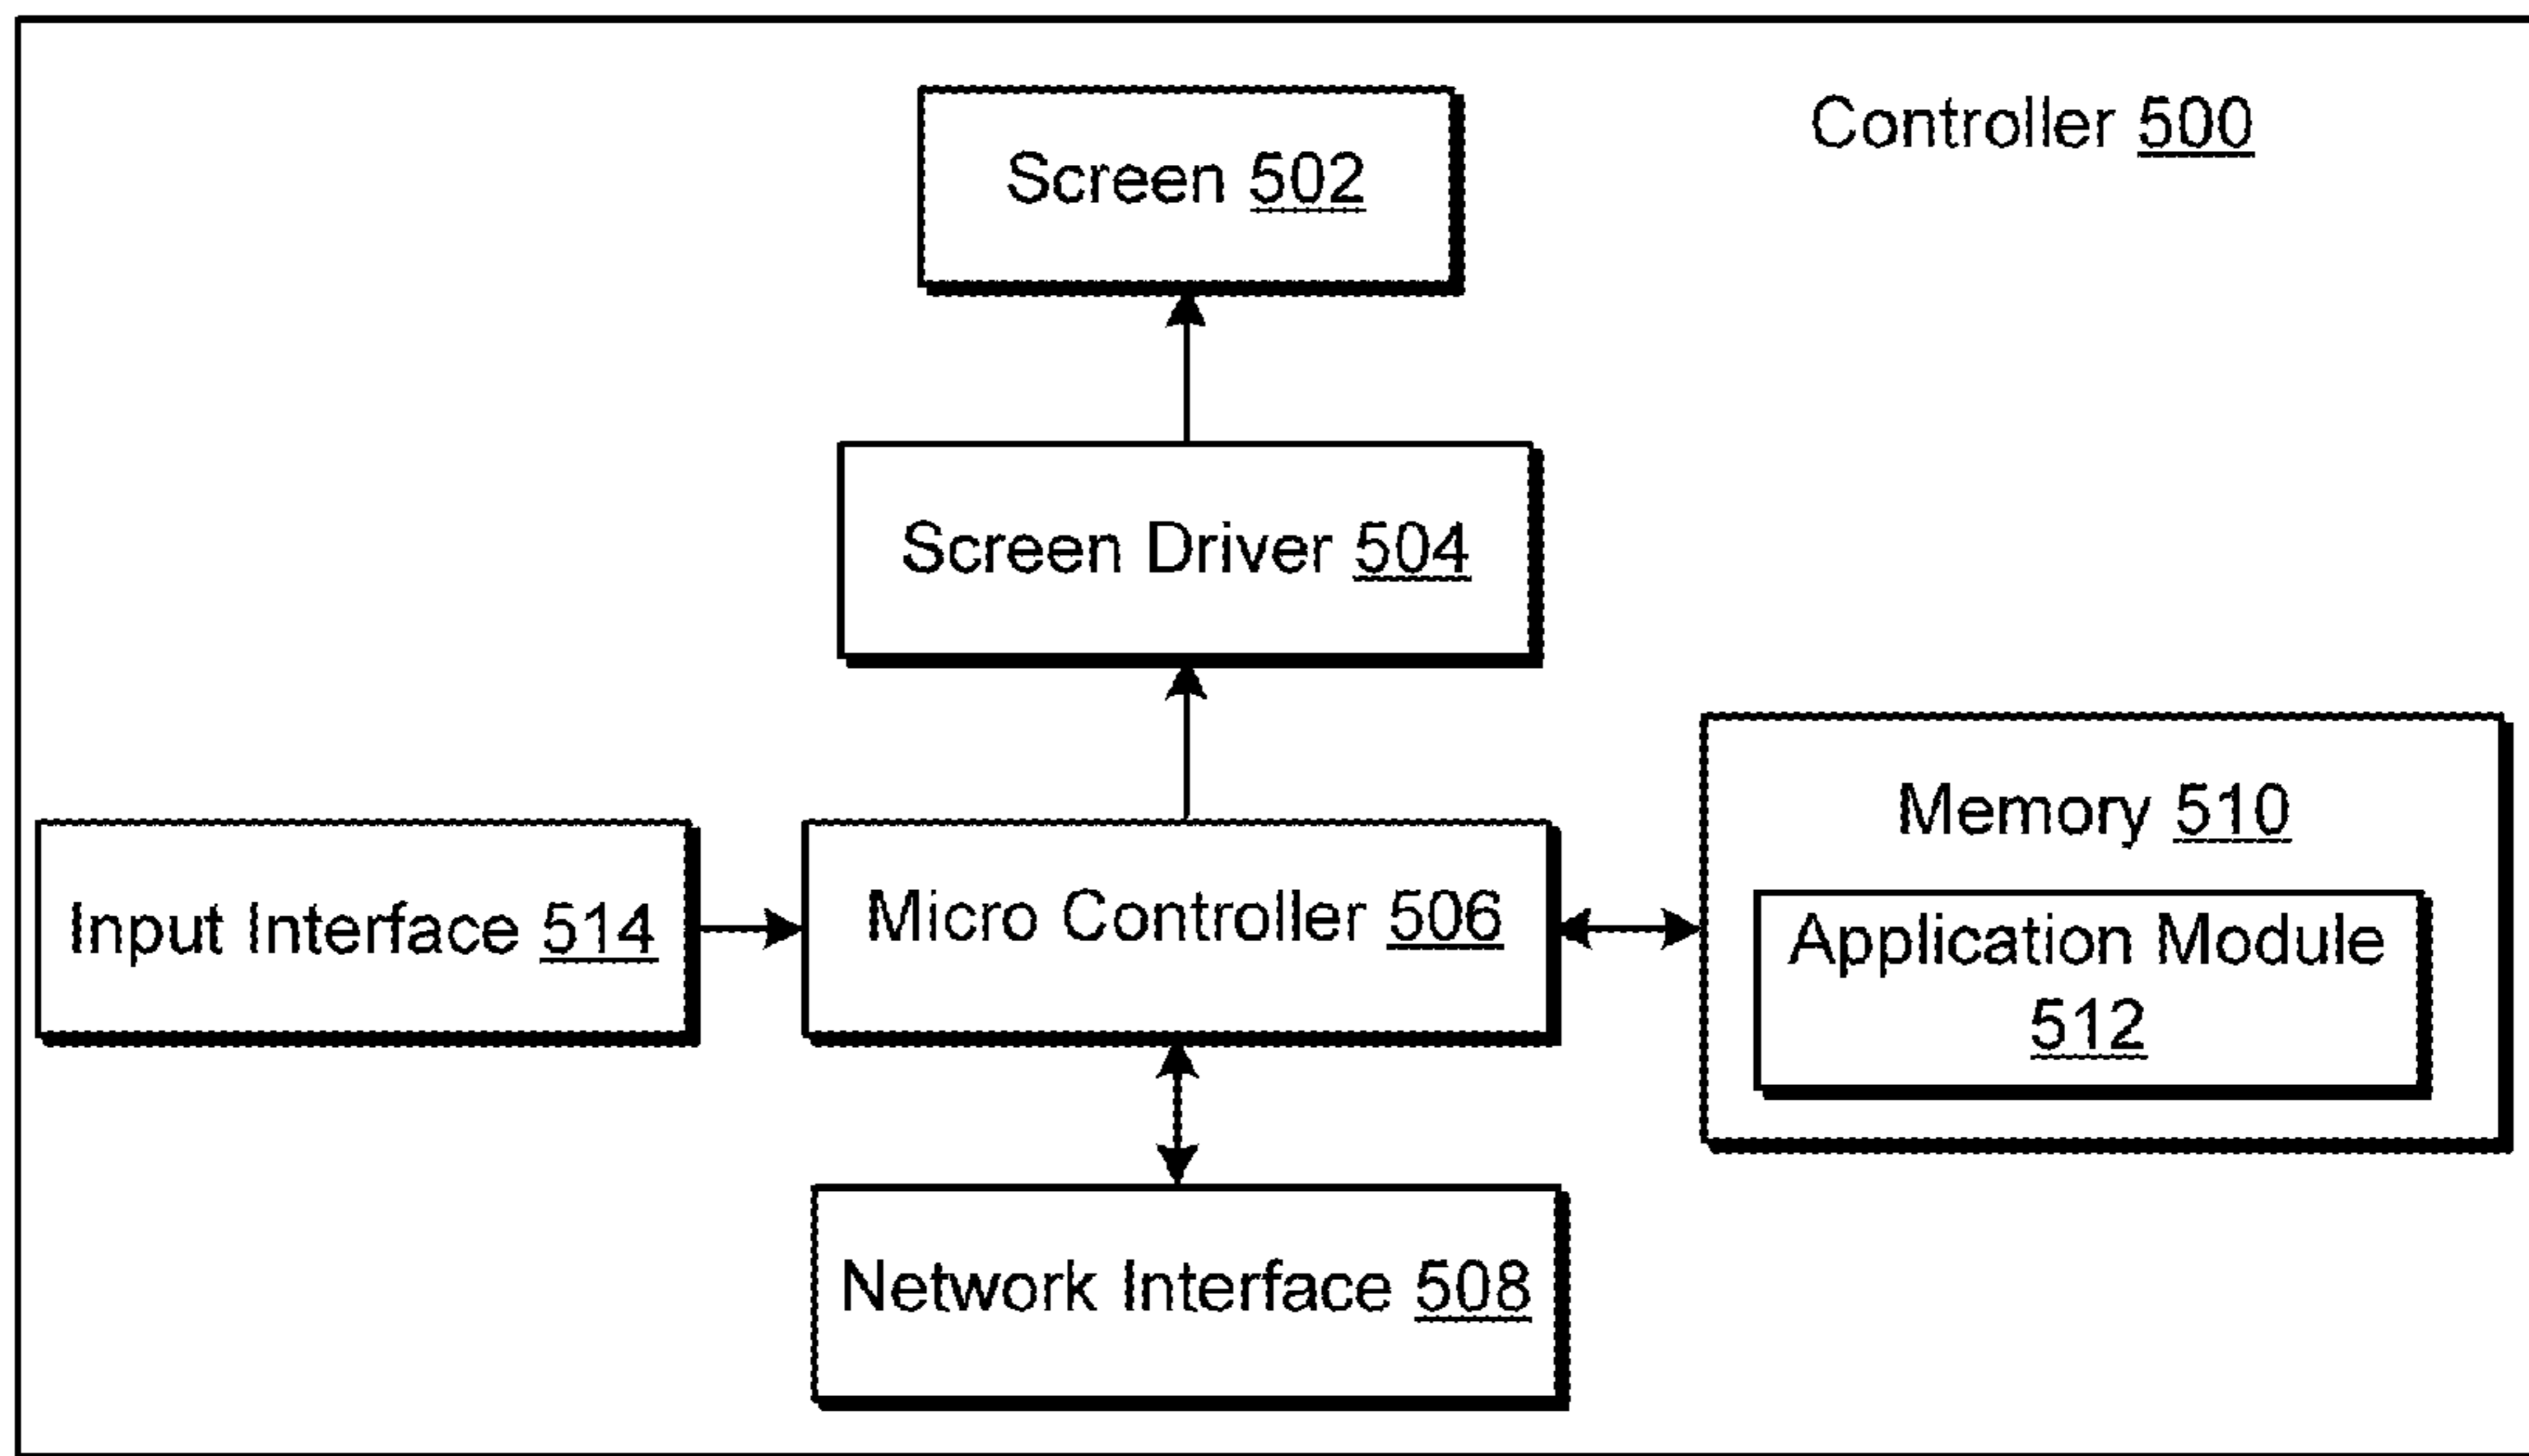 Controller 500
Screen 502
Screen Driver 504
Memory 510
Input Interface 514
Micro Controller 506
Application Module
512
Network Interface 508